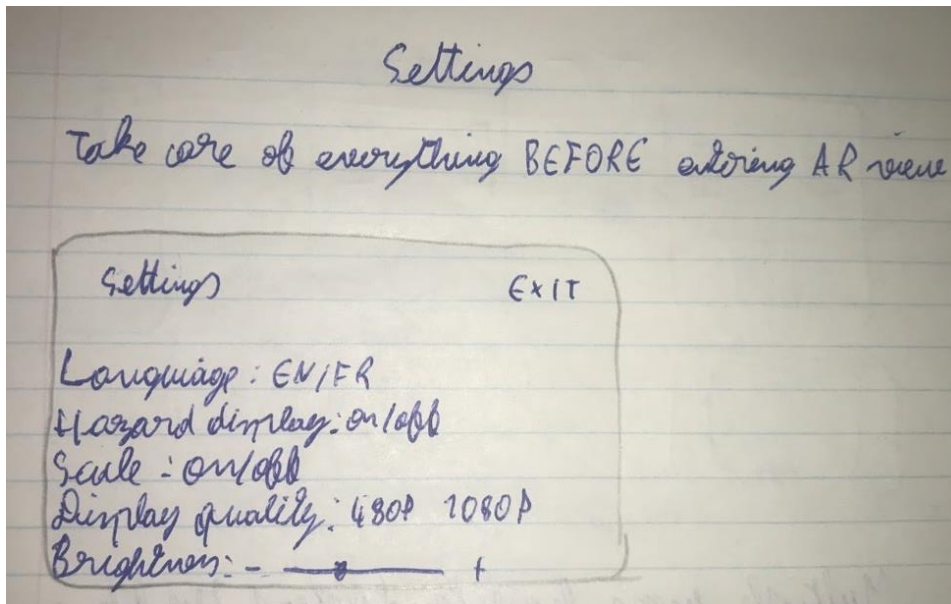 Settings
Take care of everything BEFORE entering AR view
Settings EXIT
Language: EN/FR
Hazard display: on/off
Scale: on/off
Display quality: 480P 1080P
Brightness: - +